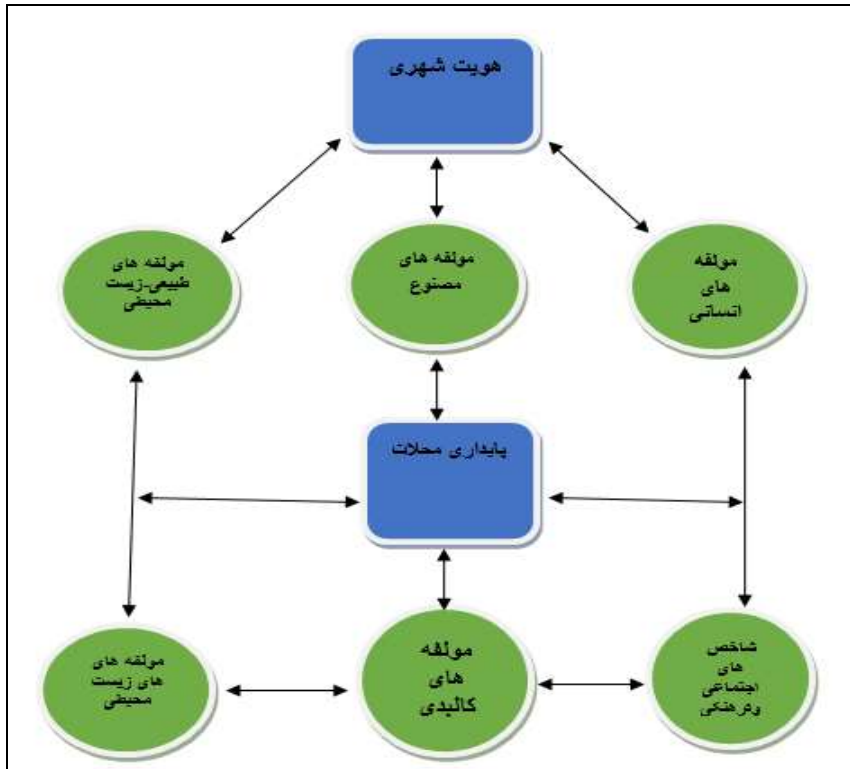 هویت شهری
مولفه
های
انسانی
مولفه های
مصنوع
مولفه های
طبیعی-زیست
محیطی
پایداری محلات
شاخص
های
اجتماعی
وفرهنگی
مولفه
های
کالبدی
مولفه های
های زیست
محیطی